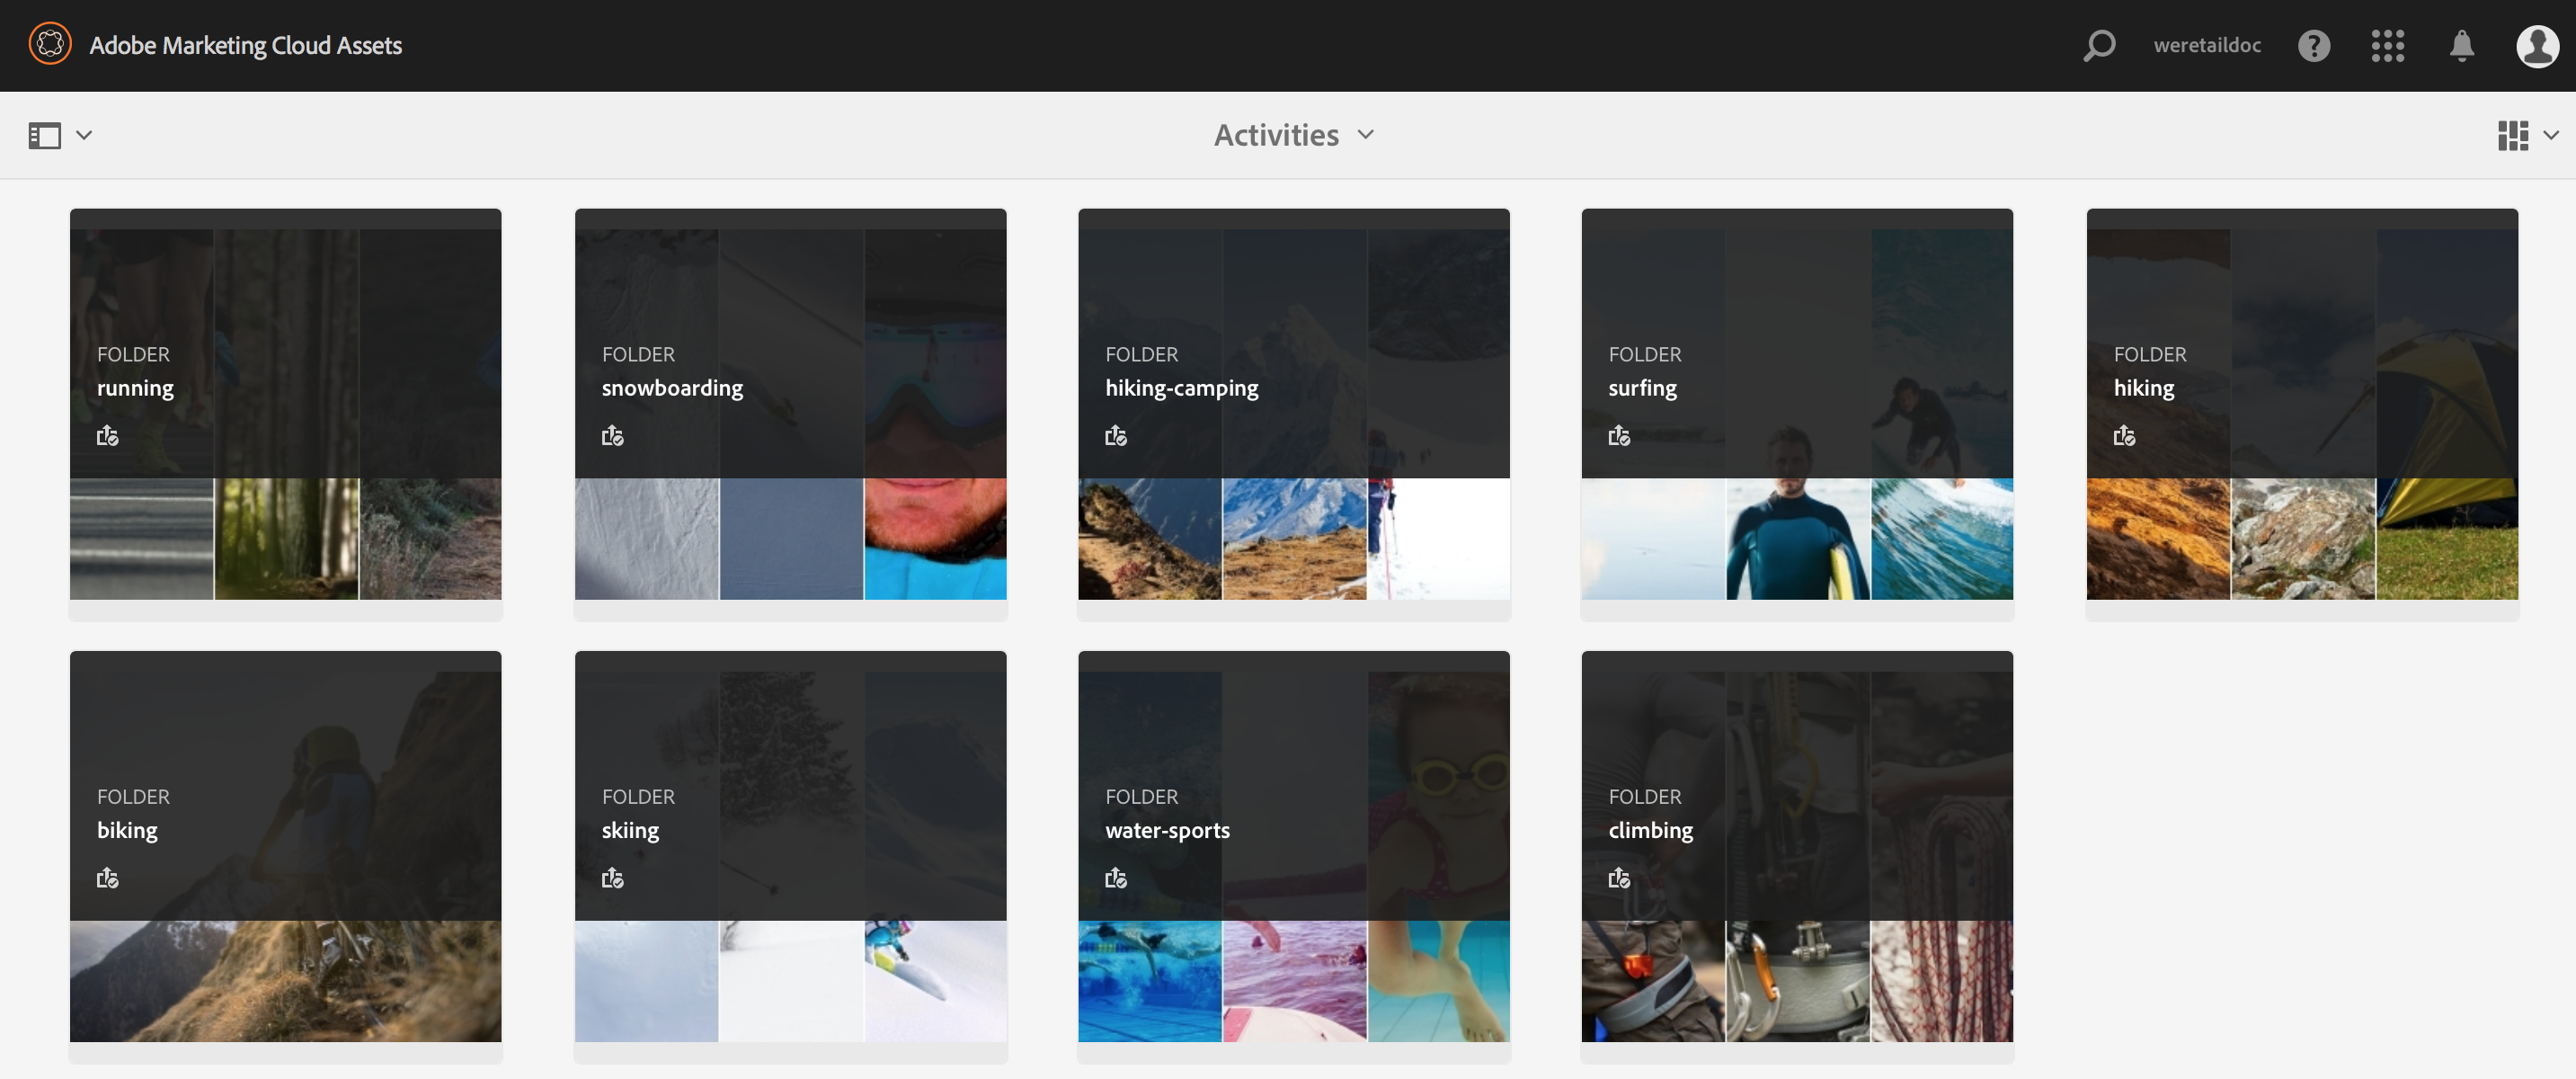 Adobe Marketing Cloud Assets
weretaildoc
Activities
FOLDER
running
FOLDER
snowboarding
FOLDER
hiking-camping
FOLDER
surfing
FOLDER
hiking
FOLDER
biking
FOLDER
skiing
FOLDER
water-sports
FOLDER
climbing